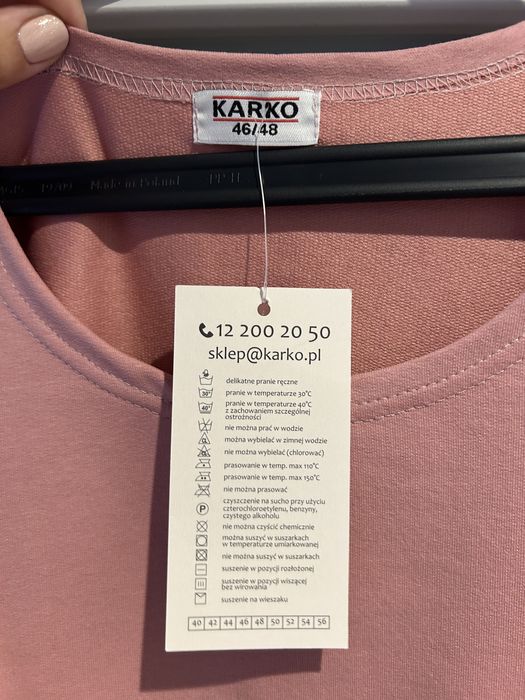 KARKO
46/48
Made in Poland
PP-H
12 200 20 50
sklep@karko.pl
delikatne pranie ręczne
30°
pranie w temperaturze 30°C
40°
pranie w temperaturze 40°C
z zachowaniem szczególnej
ostrożności
nie można prać w wodzie
można wybielać w zimnej wodzie
nie można wybielać (chlorować)
prasowanie w temp. max 110°C
prasowanie w temp. max 150°C
nie można prasować
czyszczenie na sucho przy użyciu
P
czterochloroetylenu, benzyny,
czystego alkoholu
nie można czyścić chemicznie
można suszyć w suszarkach
w temperaturze umiarkowanej
nie można suszyć w suszarkach
suszenie w pozycji rozłożonej
suszenie w pozycji wiszącej
bez wirowania
suszenie na wieszaku
40 42 44 46 48 50 52 54 56